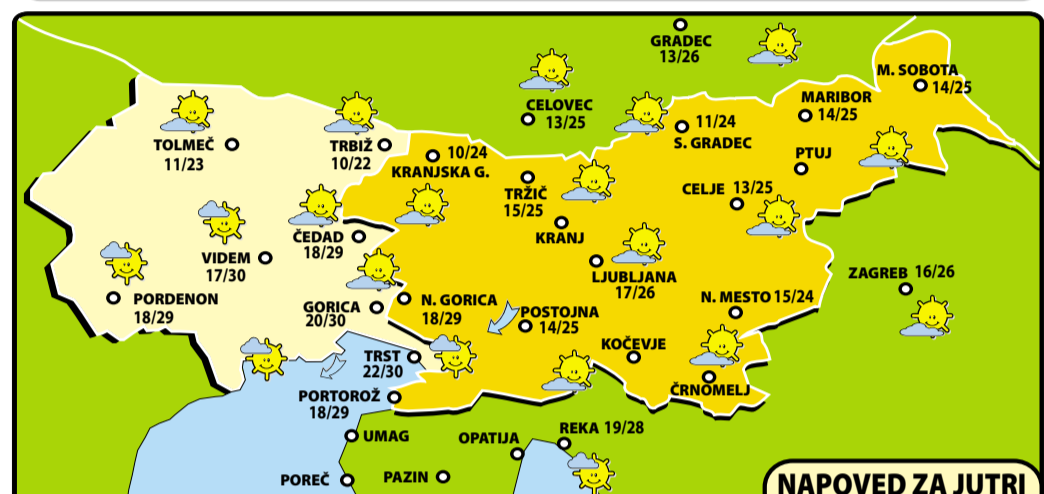 GRADEC
13/26
M. SOBOTA
14/25
CELOVEC
13/25
MARIBOR
14/25
11/24
S. GRADEC
TOLMEČ
11/23
TRBIŽ
10/22
10/24
KRANJSKA G.
PTUJ
TRŽIČ
15/25
CELJE 13/25
KRANJ
ČEDAD
18/29
VIDEM
17/30
LJUBLJANA
17/26
ZAGREB 16/26
PORDENON
18/29
GORICA
20/30
N. GORICA
18/29
POSTOJNA
14/25
N. MESTO 15/24
KOČEVJE
TRST
22/30
ČRNOMELJ
PORTOROŽ
18/29
UMAG
OPATIJA
REKA 19/28
POREČ
PAZIN
NAPOVED ZA JUTRI